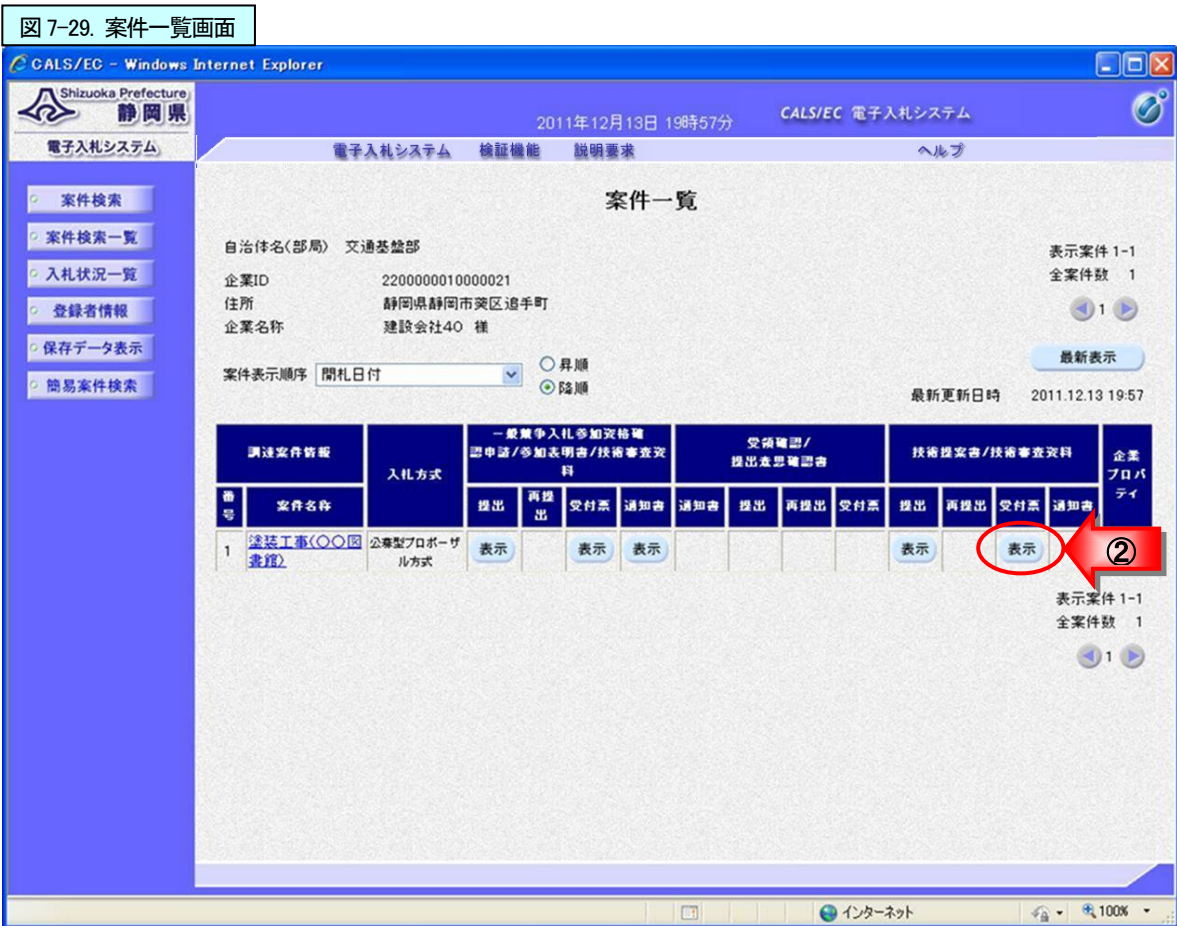 図 7-29. 案件一覧画面
CALS/EC - Windows Internet Explorer
Shizuoka Prefecture
静岡県
2011年12月13日 19時57分
CALS/EC 電子入札システム
電子入札システム
電子入札システム 検証機能 説明要求 ヘルプ
案件検索
案件検索一覧
入札状況一覧
登録者情報
保存データ表示
簡易案件検索
案件一覧
自治体名(部局) 交通基盤部
表示案件 1-1
企業ID 2200000010000021
全案件数 1
住所 静岡県静岡市葵区追手町
1
企業名称 建設会社40 様
最新表示
案件表示順序 開札日付
昇順
降順
最新更新日時 2011.12.13 19:57
調達案件情報
入札方式
一般競争入札参加資格確
認申請/参加表明書/技術審査資
料
受領確認/
提出意思確認書
技術提案書/技術審査資料
企業
プロパ
ティ
番
号
案件名称
提出
再提
出
受付票
通知書
通知書
提出
再提出
受付票
提出
再提出
受付票
通知書
1
塗装工事(〇〇図
書館)
公募型プロポーザ
ル方式
表示
表示
表示
表示
表示
②
表示案件 1-1
全案件数 1
1
インターネット
100%